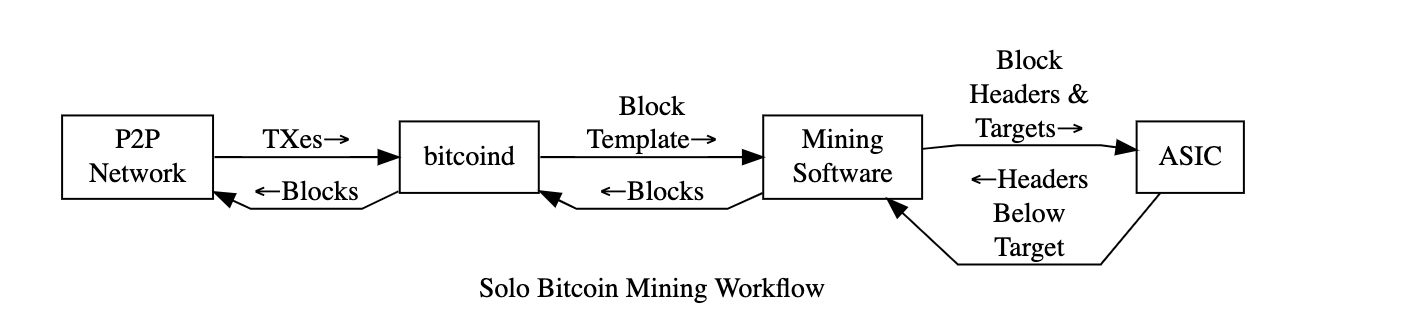 P2P
Network
TXes→
←Blocks
bitcoind
Block
Template→
←Blocks
Mining
Software
Block
Headers &
Targets→
←Headers
Below
Target
ASIC
Solo Bitcoin Mining Workflow